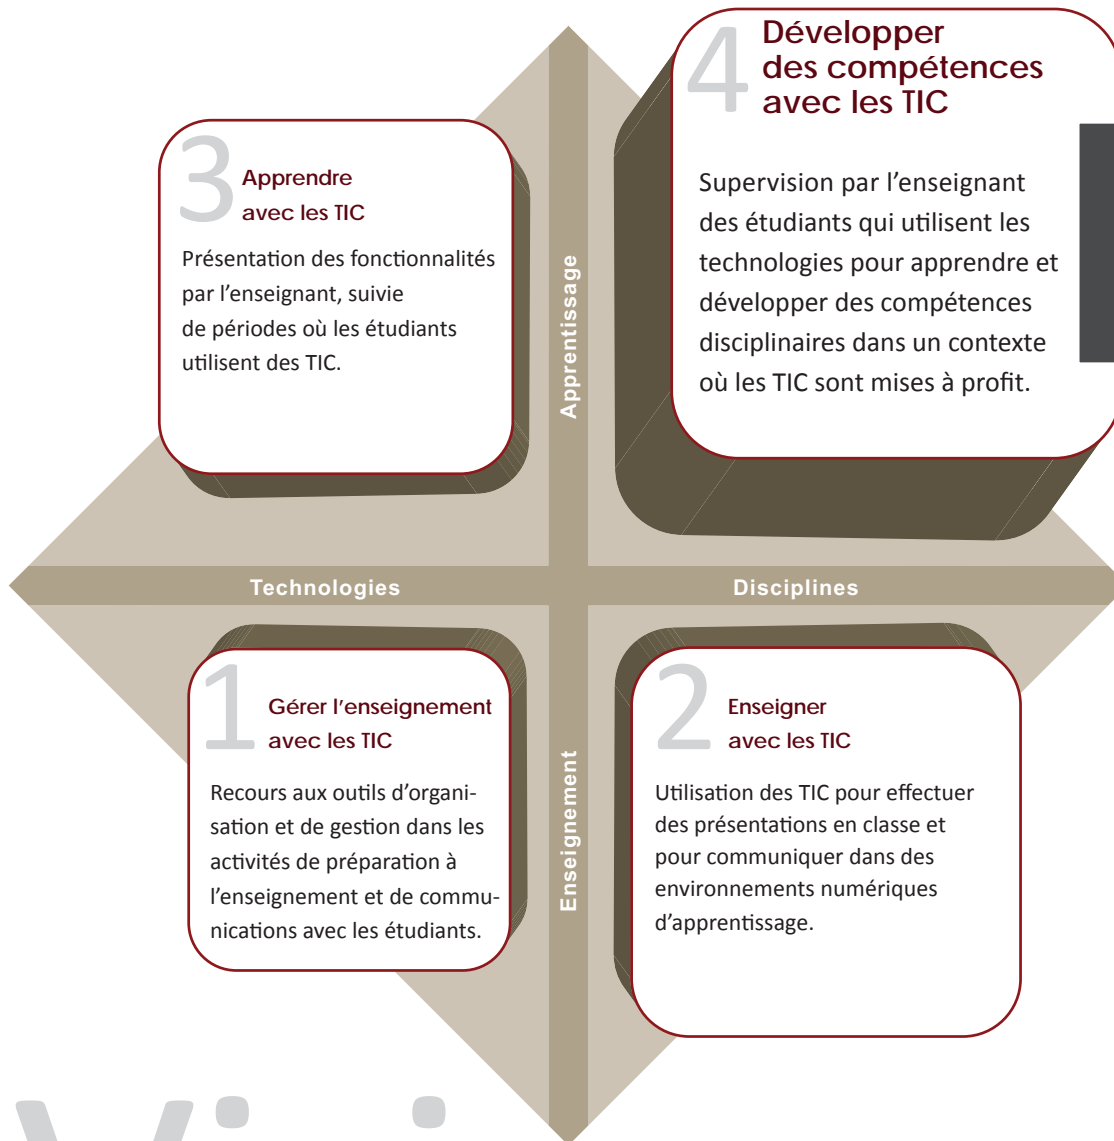 4
Développer
des compétences
avec les TIC
Supervision par l’enseignant
des étudiants qui utilisent les
technologies pour apprendre et
développer des compétences
disciplinaires dans un contexte
où les TIC sont mises à profit.
3
Apprendre
avec les TIC
Présentation des fonctionnalités
par l’enseignant, suivie
de périodes où les étudiants
utilisent des TIC.
Apprentissage
Technologies
Disciplines
Enseignement
1
Gérer l’enseignement
avec les TIC
Recours aux outils d’organi-
sation et de gestion dans les
activités de préparation à
l’enseignement et de commu-
nications avec les étudiants.
2
Enseigner
avec les TIC
Utilisation des TIC pour effectuer
des présentations en classe et
pour communiquer dans des
environnements numériques
d’apprentissage.